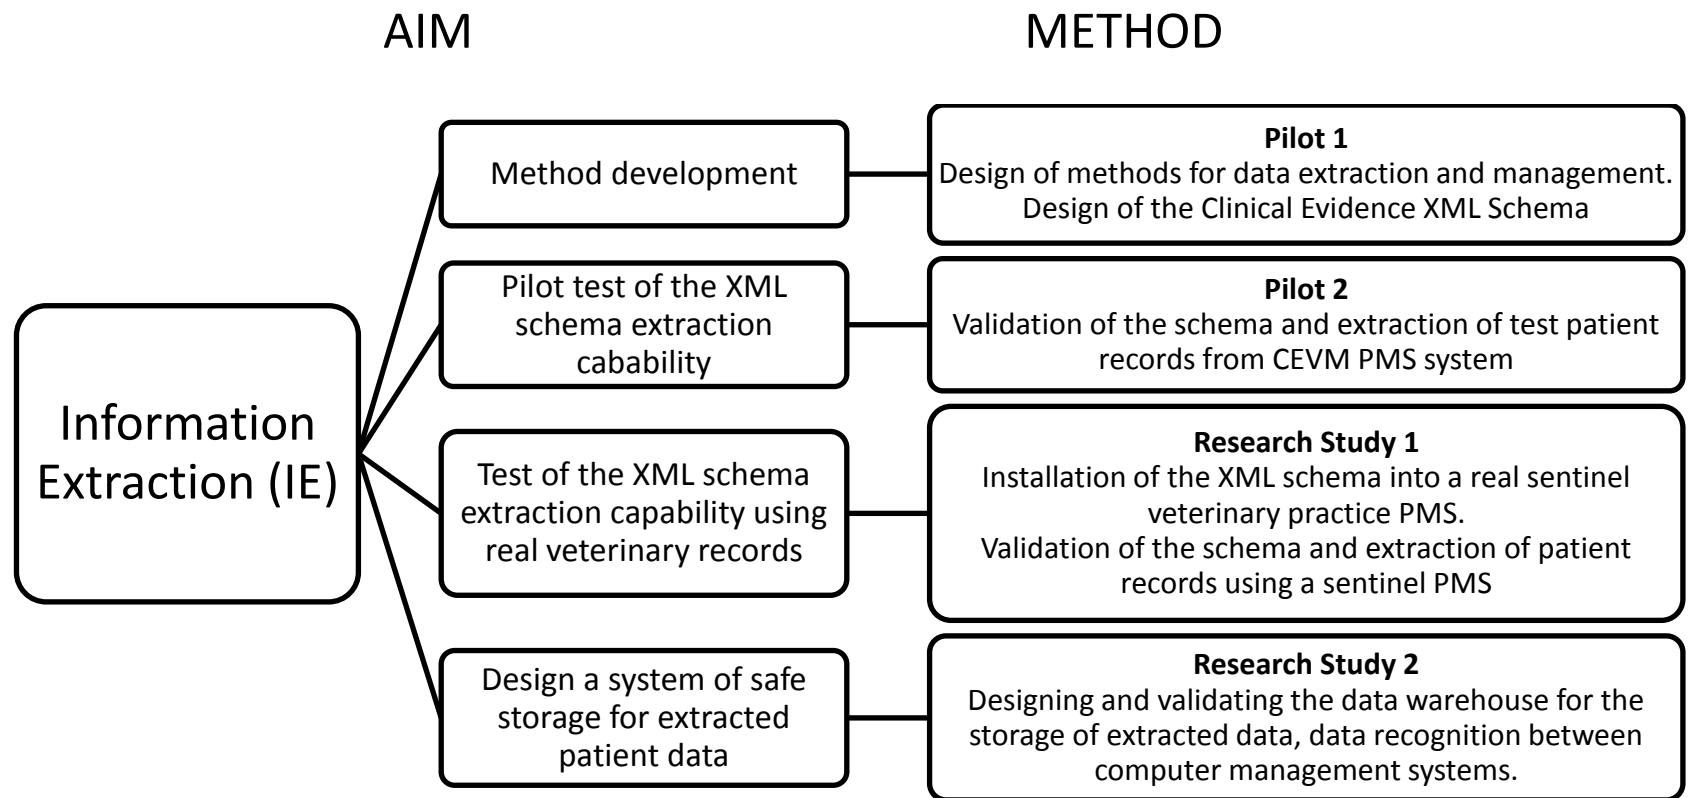 AIM
METHOD
Information
Extraction (IE)
Method development
Pilot 1
Design of methods for data extraction and management.
Design of the Clinical Evidence XML Schema
Pilot test of the XML
schema extraction
cabability
Pilot 2
Validation of the schema and extraction of test patient
records from CEVM PMS system
Test of the XML schema
extraction capability using
real veterinary records
Research Study 1
Installation of the XML schema into a real sentinel
veterinary practice PMS.
Validation of the schema and extraction of patient
records using a sentinel PMS
Design a system of safe
storage for extracted
patient data
Research Study 2
Designing and validating the data warehouse for the
storage of extracted data, data recognition between
computer management systems.